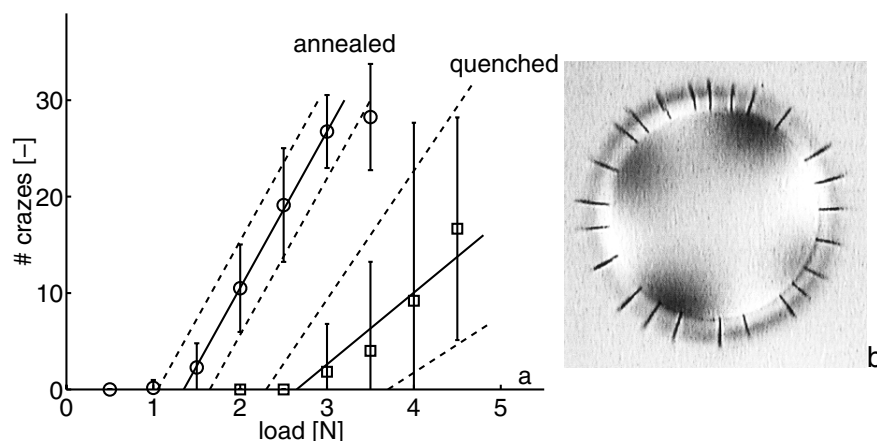 annealed
quenched
# crazes [−]
30
20
10
0
0 1 2 3 4 5
load [N]
a
b